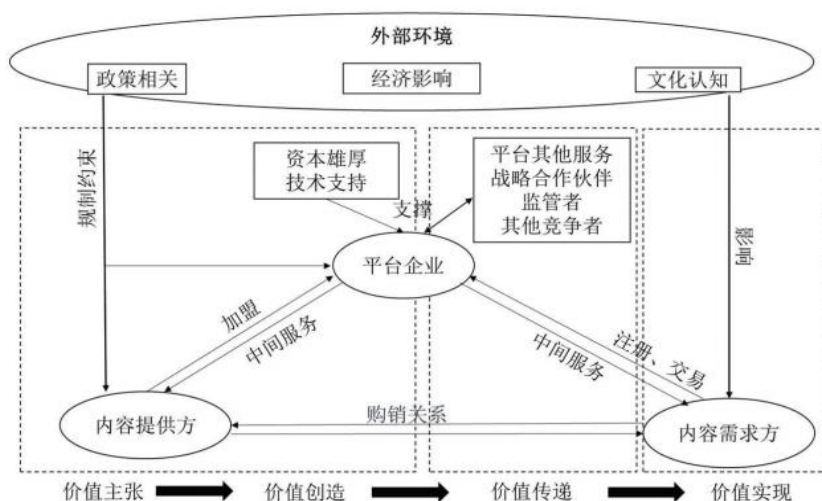 外部环境
政策相关
经济影响
文化认知
规制约束
资本雄厚
技术支持
平台其他服务
战略合作伙伴
监管者
其他竞争者
支撑
影响
平台企业
加盟
中间服务
注册、交易
中间服务
购销关系
内容提供方
内容需求方
价值主张
价值创造
价值传递
价值实现